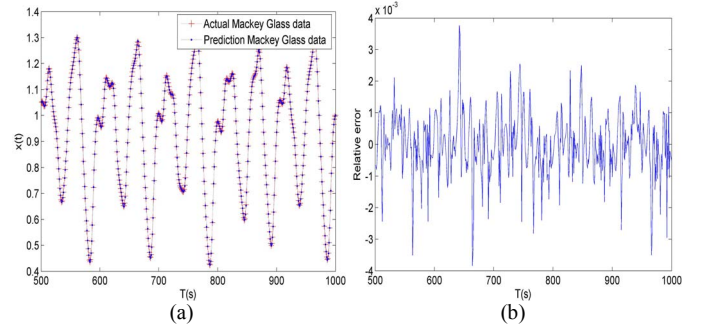 1.4
1.3
1.2
1.1
1
0.9
0.8
0.7
0.6
0.5
0.4
x(t)
Actual Mackey Glass data
Prediction Mackey Glass data
500 600 700 800 900 1000
T(s)
(a)
4 x 10⁻³
3
2
1
0
-1
-2
-3
-4
Relative error
500 600 700 800 900 1000
T(s)
(b)